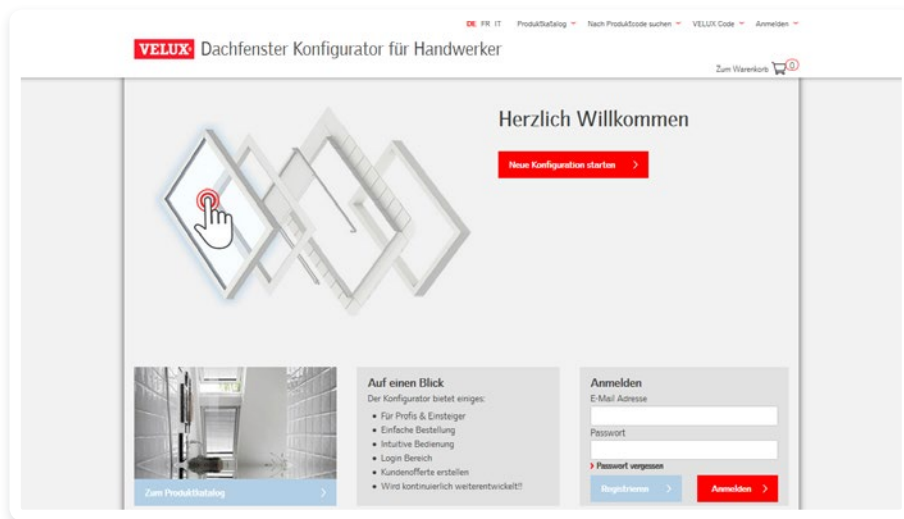 DE FR IT Produktkatalog Nach Produktcode suchen VELUX Code Anmelden
VELUX Dachfenster Konfigurator für Handwerker
Zum Warenkorb 0
Herzlich Willkommen
Neue Konfiguration starten
Zum Produktkatalog
Auf einen Blick
Der Konfigurator bietet einiges:
• Für Profis & Einsteiger
• Einfache Bestellung
• Intuitive Bedienung
• Login Bereich
• Kundenofferte erstellen
• Wird kontinuierlich weiterentwickelt!!
Anmelden
E-Mail Adresse
Passwort
Passwort vergessen
Registrieren Anmelden